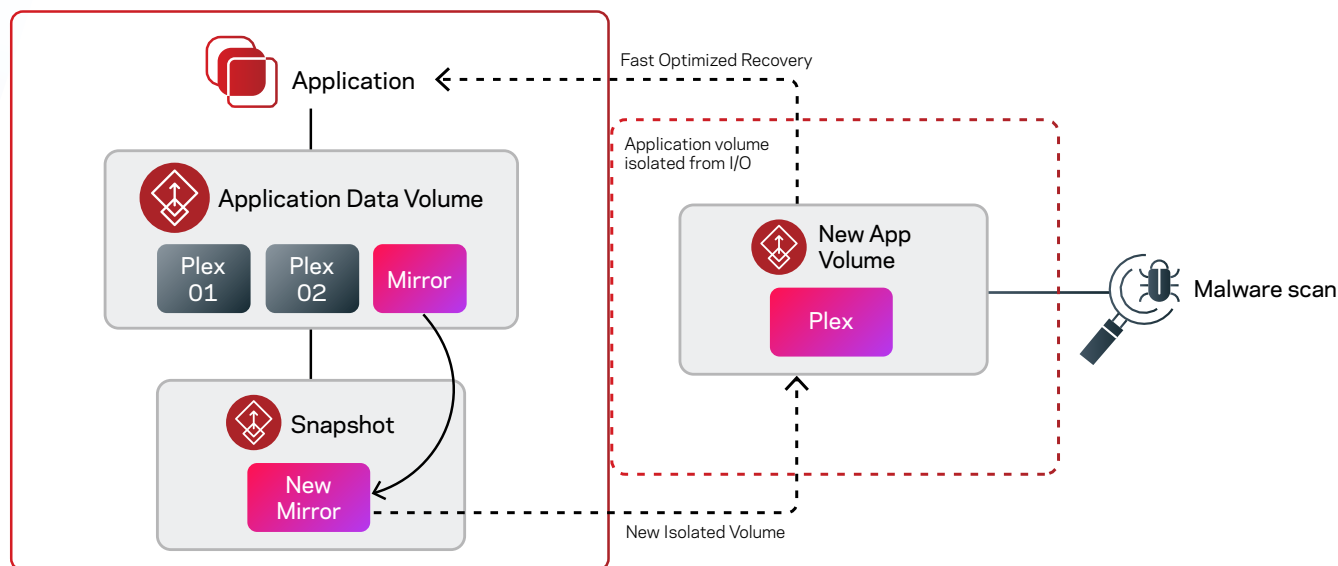 Application
Application Data Volume
Plex
01
Plex
02
Mirror
Snapshot
New
Mirror
Fast Optimized Recovery
Application volume
isolated from I/O
New App
Volume
Plex
New Isolated Volume
Malware scan